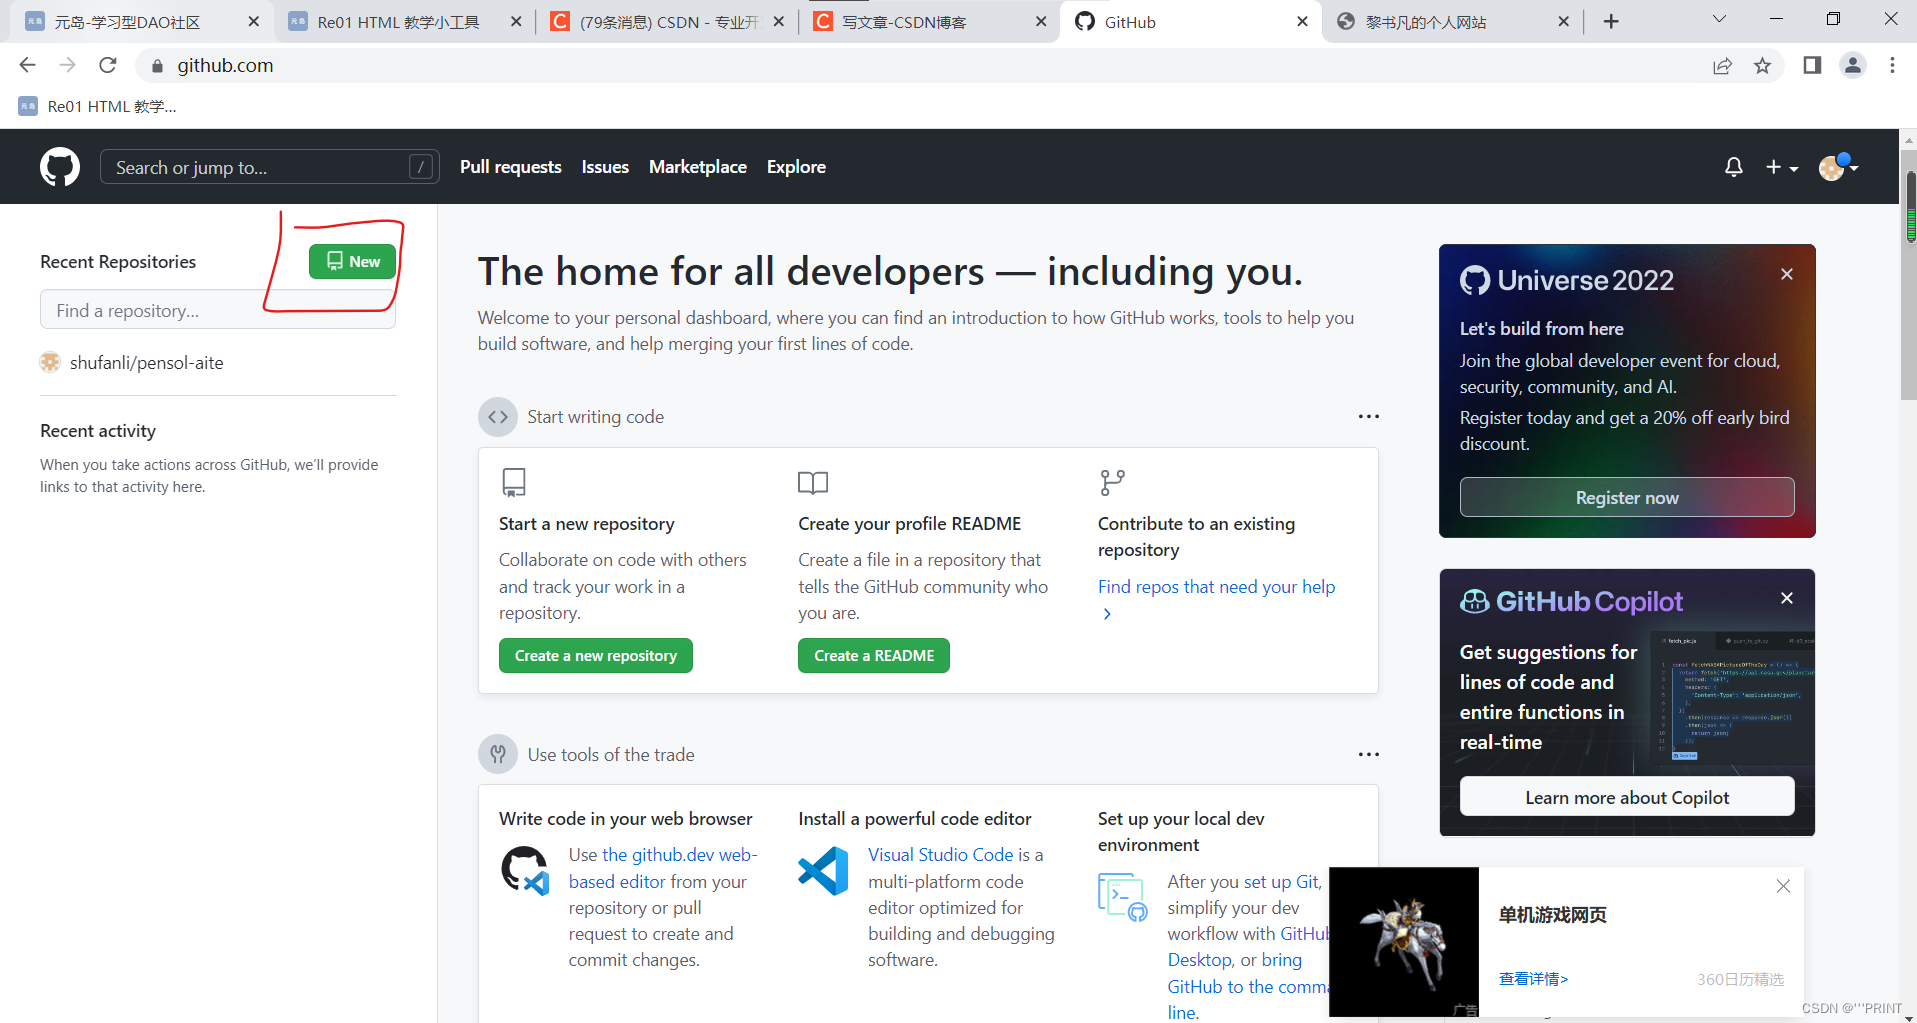 元岛-学习型DAO社区
Re01 HTML 教学小工具
(79条消息) CSDN - 专业开
写文章-CSDN博客
GitHub
黎书凡的个人网站
github.com
Re01 HTML 教学...
Search or jump to...
/
Pull requests
Issues
Marketplace
Explore
Recent Repositories
New
Find a repository...
shufanli/pensol-aite
Recent activity
When you take actions across GitHub, we'll provide
links to that activity here.
The home for all developers — including you.
Welcome to your personal dashboard, where you can find an introduction to how GitHub works, tools to help you
build software, and help merging your first lines of code.
Start writing code
Start a new repository
Collaborate on code with others
and track your work in a
repository.
Create a new repository
Create your profile README
Create a file in a repository that
tells the GitHub community who
you are.
Create a README
Contribute to an existing
repository
Find repos that need your help
Use tools of the trade
Write code in your web browser
Use the github.dev web-
based editor from your
repository or pull
request to create and
commit changes.
Install a powerful code editor
Visual Studio Code is a
multi-platform code
editor optimized for
building and debugging
software.
Set up your local dev
environment
After you set up Git,
simplify your dev
workflow with GitHub
Desktop, or bring
GitHub to the comma
line.
Universe 2022
Let's build from here
Join the global developer event for cloud,
security, community, and AI.
Register today and get a 20% off early bird
discount.
Register now
GitHub Copilot
Get suggestions for
lines of code and
entire functions in
real-time
fetch_pic.js
Learn more about Copilot
单机游戏网页
查看详情>
360日历精选
广告
CSDN @'''PRINT